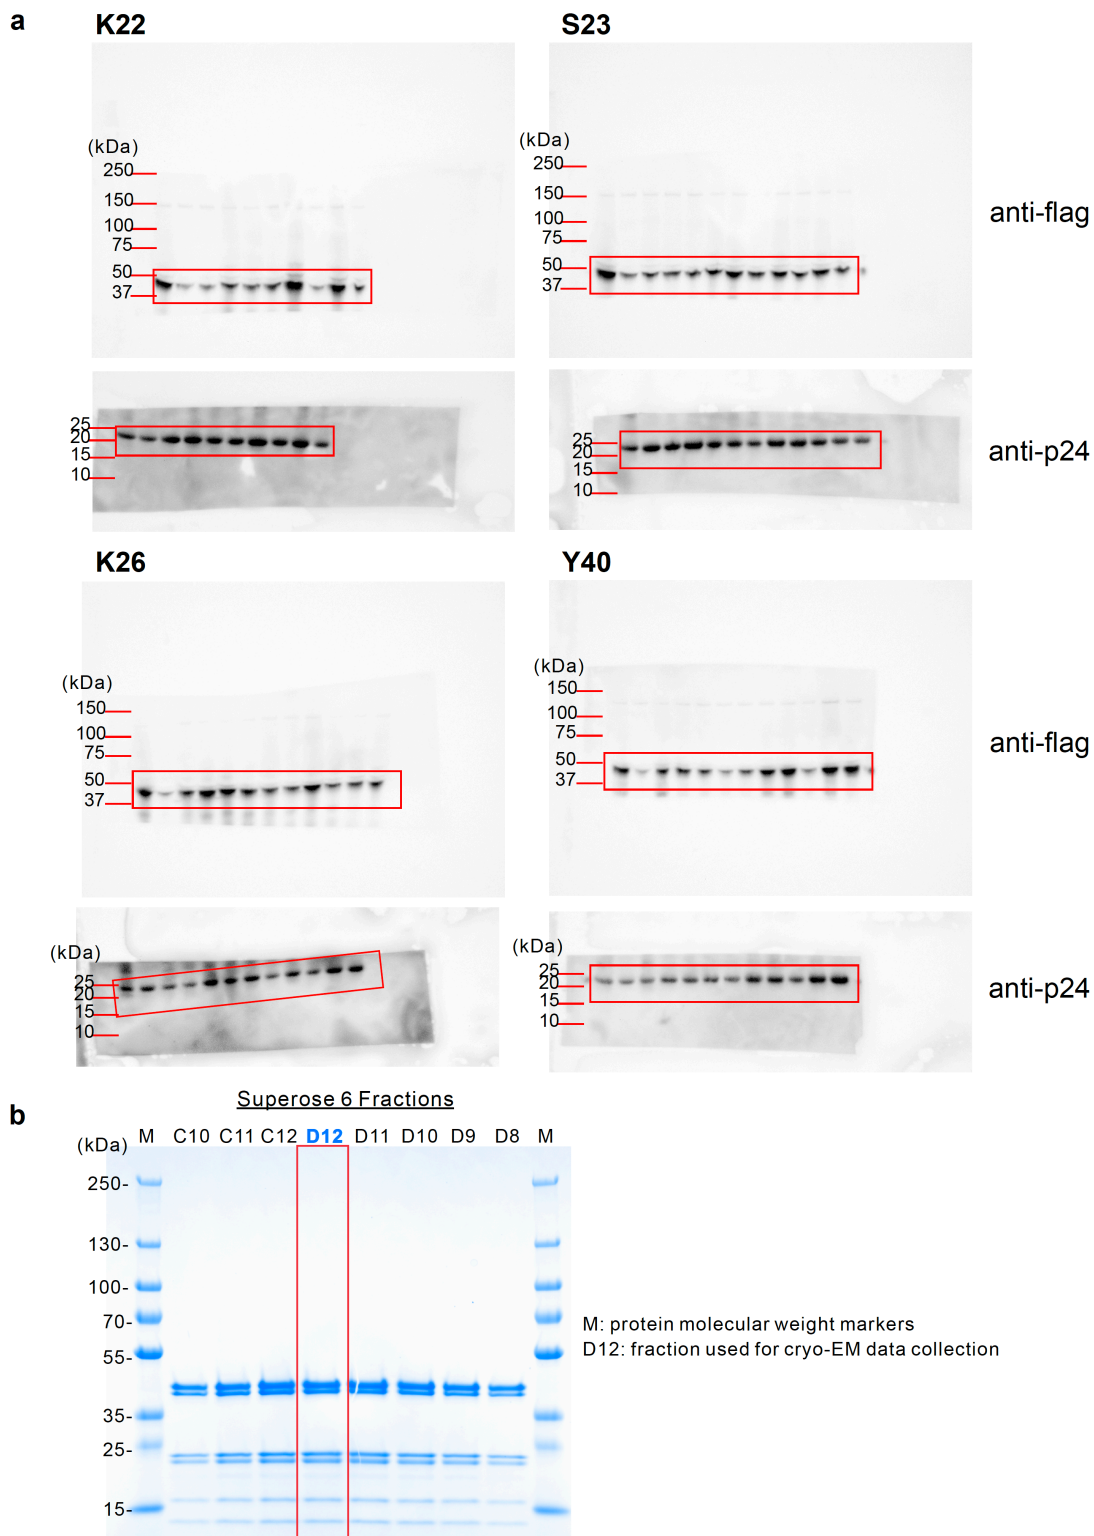 a
K22
S23
(kDa)
250
150
100
75
50
37
(kDa)
250
150
100
75
50
37
anti-flag
25
20
15
10
25
20
15
10
anti-p24
K26
Y40
(kDa)
150
100
75
50
37
(kDa)
150
100
75
50
37
anti-flag
(kDa)
25
20
15
10
(kDa)
25
20
15
10
anti-p24
b
Superose 6 Fractions
(kDa) M C10 C11 C12 D12 D11 D10 D9 D8 M
250-
130-
100-
70-
55-
35-
25-
15-
M: protein molecular weight markers
D12: fraction used for cryo-EM data collection